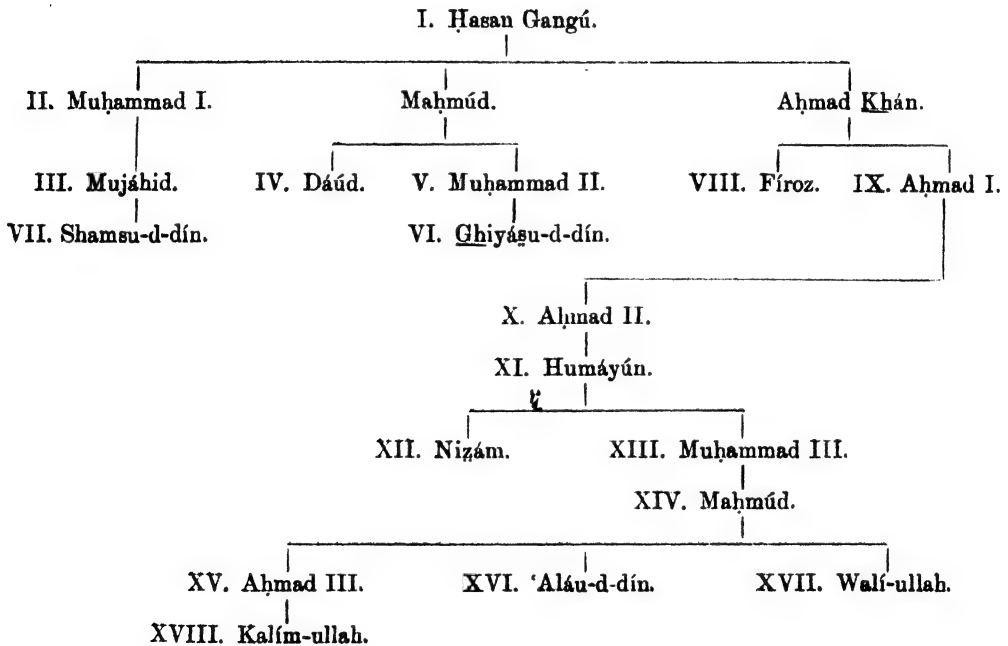 I. Ḥasan Gangú.
II. Muḥammad I. Maḥmúd. Aḥmad Khán.
III. Mujáhid. IV. Dáúd. V. Muḥammad II. VIII. Fíroz. IX. Aḥmad I.
VII. Shamsu-d-dín. VI. Ghiyás̤u-d-dín.
X. Aḥmad II.
XI. Humáyún.
XII. Niẓám. XIII. Muḥammad III.
XIV. Maḥmúd.
XV. Aḥmad III. XVI. ‘Aláu-d-dín. XVII. Walí-ullah.
XVIII. Kalím-ullah.